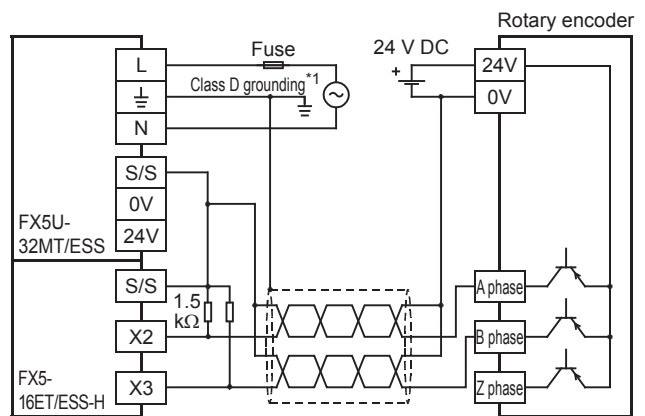 Rotary encoder
Fuse
24 V DC
L
Class D grounding*1
+
24V
0V
N
S/S
0V
24V
FX5U-
32MT/ESS
S/S
1.5
kΩ
X2
X3
FX5-
16ET/ESS-H
A phase
B phase
Z phase